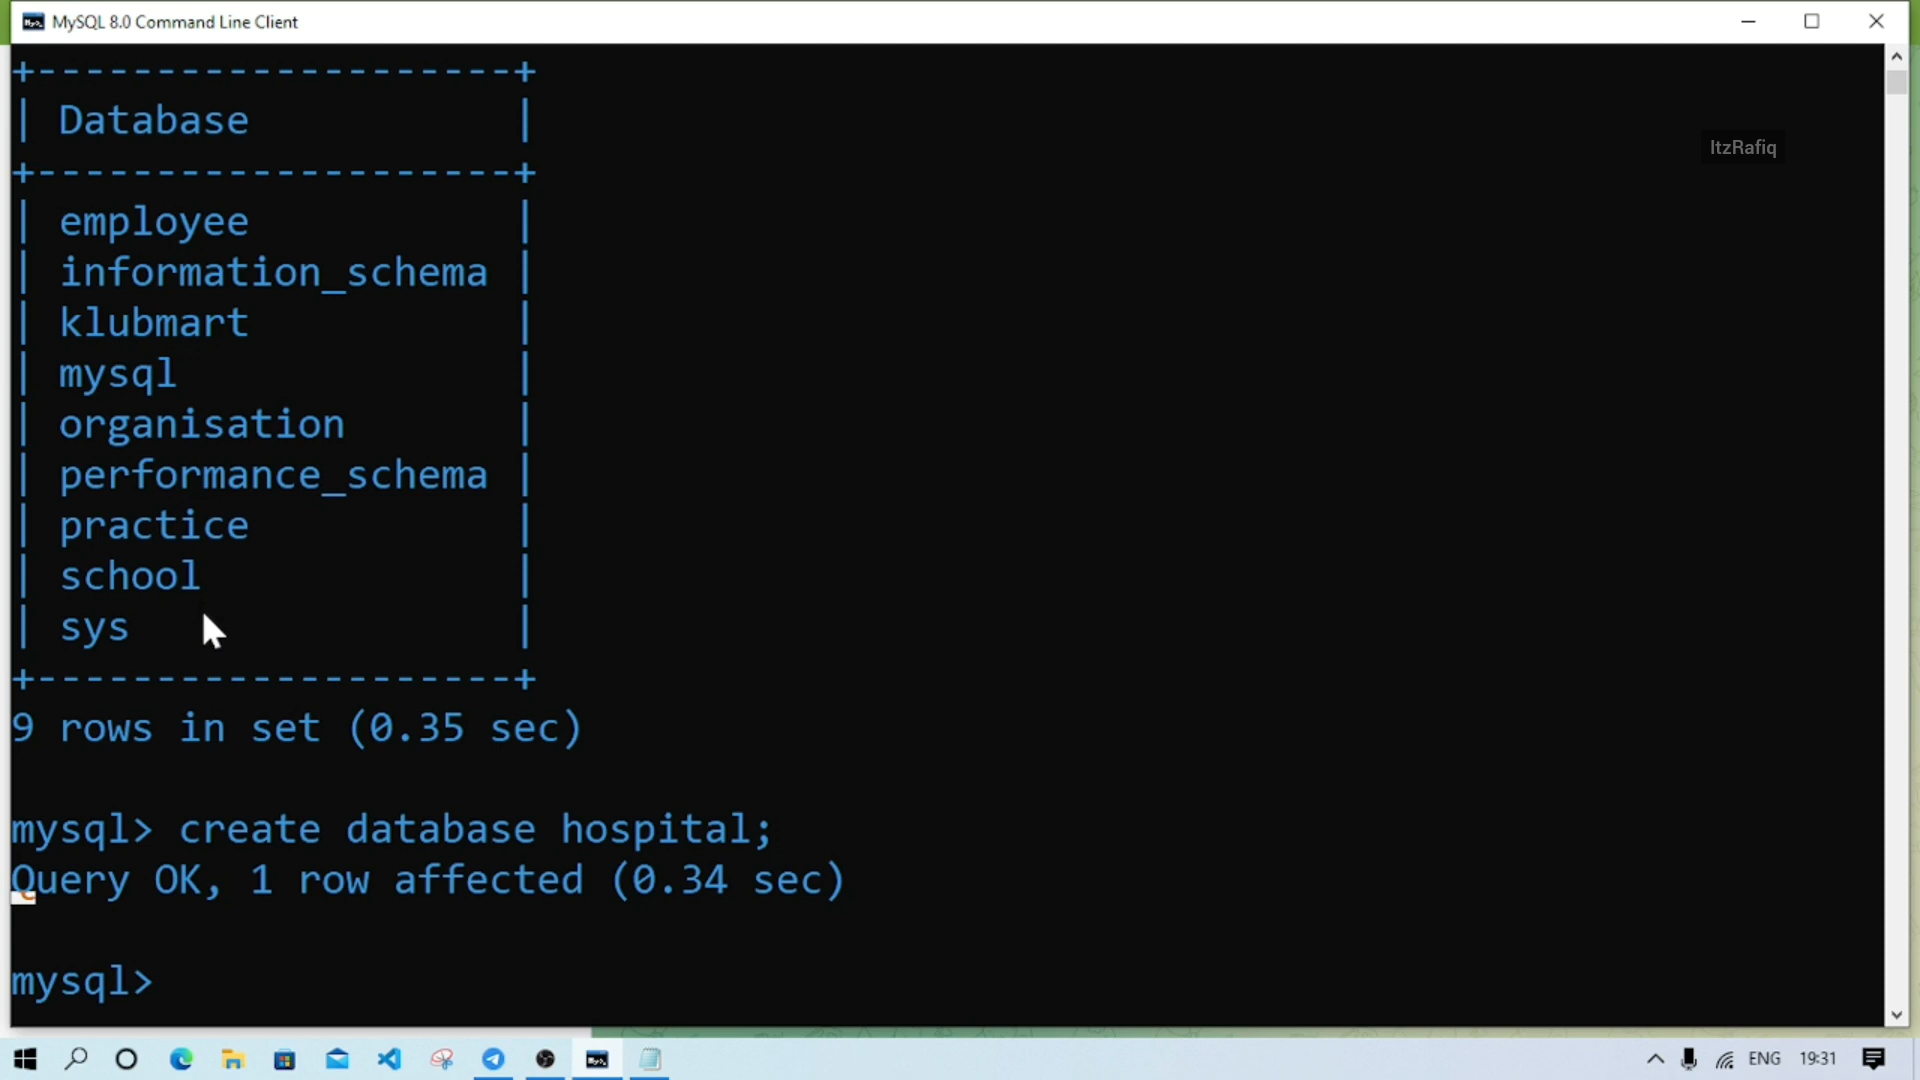 MySQL 8.0 Command Line Client
+--------------------+
| Database           |
+--------------------+
| employee           |
| information_schema |
| klubmart           |
| mysql              |
| organisation       |
| performance_schema |
| practice           |
| school             |
| sys                |
+--------------------+
9 rows in set (0.35 sec)
mysql> create database hospital;
Query OK, 1 row affected (0.34 sec)
mysql>
ItzRafiq
ENG 19:31